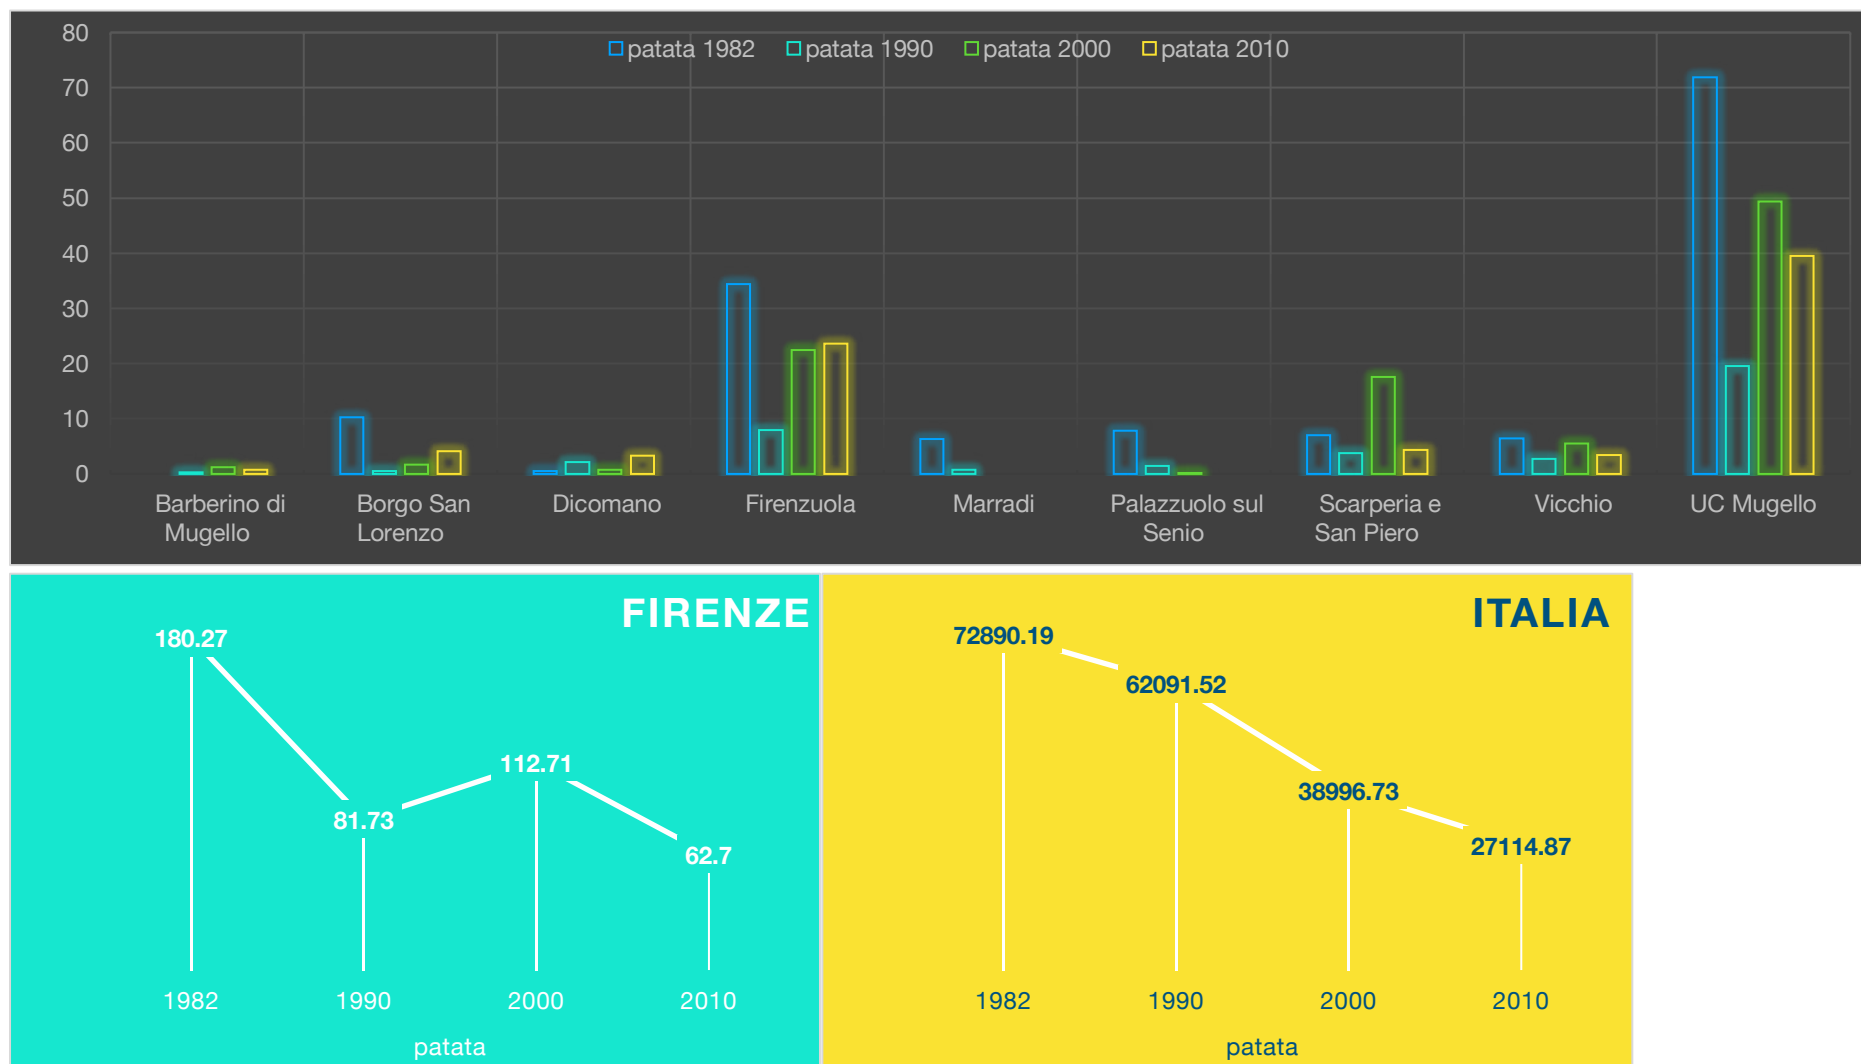 80
patata 1982 patata 1990 patata 2000 patata 2010
70
60
50
40
30
20
10
0
Barberino di Mugello
Borgo San Lorenzo
Dicomano
Firenzuola
Marradi
Palazzuolo sul Senio
Scarperia e San Piero
Vicchio
UC Mugello
FIRENZE
180.27
112.71
81.73
62.7
1982 1990 2000 2010
patata
ITALIA
72890.19
62091.52
38996.73
27114.87
1982 1990 2000 2010
patata